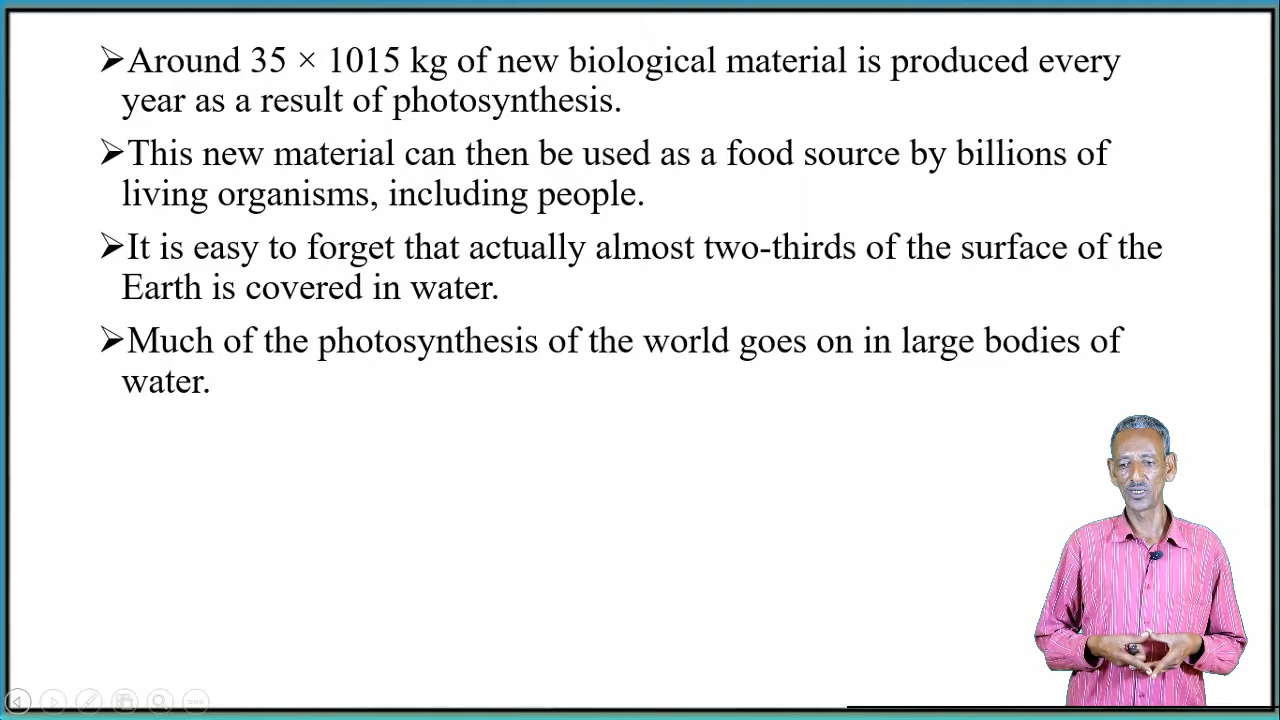 ➢Around 35 × 1015 kg of new biological material is produced every
year as a result of photosynthesis.
➢This new material can then be used as a food source by billions of
living organisms, including people.
➢It is easy to forget that actually almost two-thirds of the surface of the
Earth is covered in water.
➢Much of the photosynthesis of the world goes on in large bodies of
water.